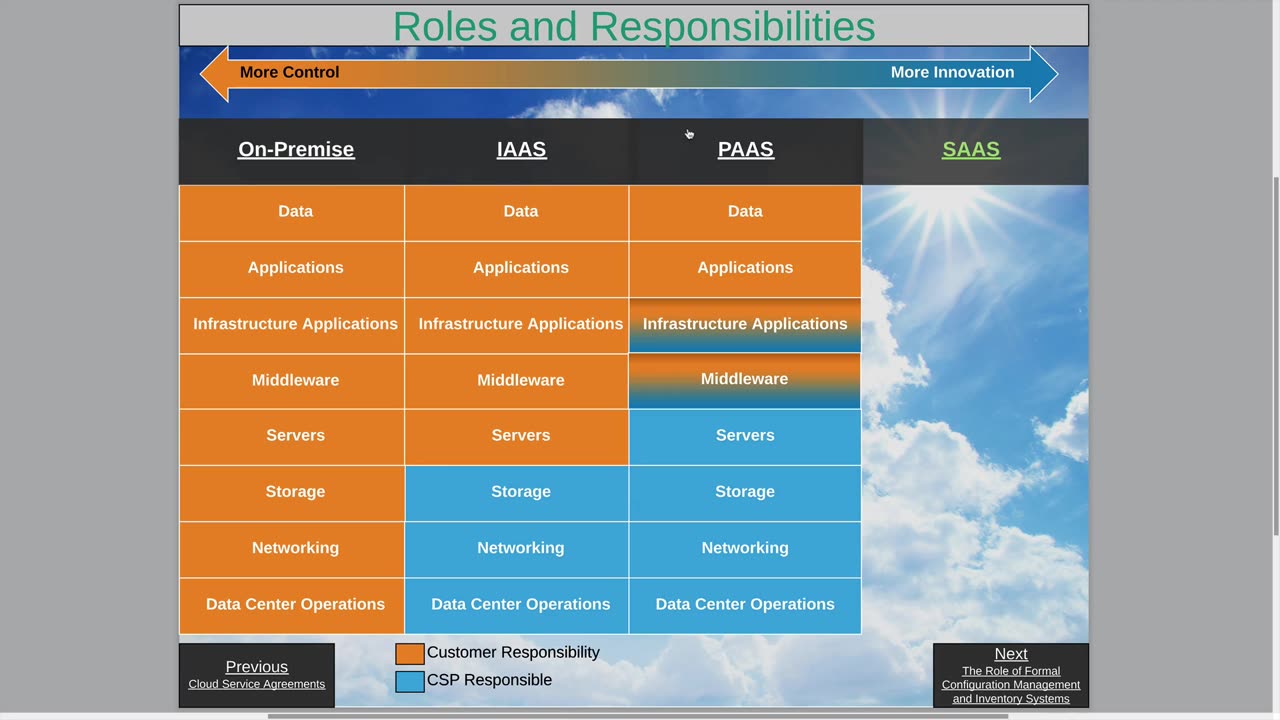 Roles and Responsibilities
More Control More Innovation
On-Premise IAAS PAAS SAAS
Data Data Data
Applications Applications Applications
Infrastructure Applications Infrastructure Applications Infrastructure Applications
Middleware Middleware Middleware
Servers Servers Servers
Storage Storage Storage
Networking Networking Networking
Data Center Operations Data Center Operations Data Center Operations
Previous
Cloud Service Agreements
Customer Responsibility
CSP Responsible
Next
The Role of Formal
Configuration Management
and Inventory Systems